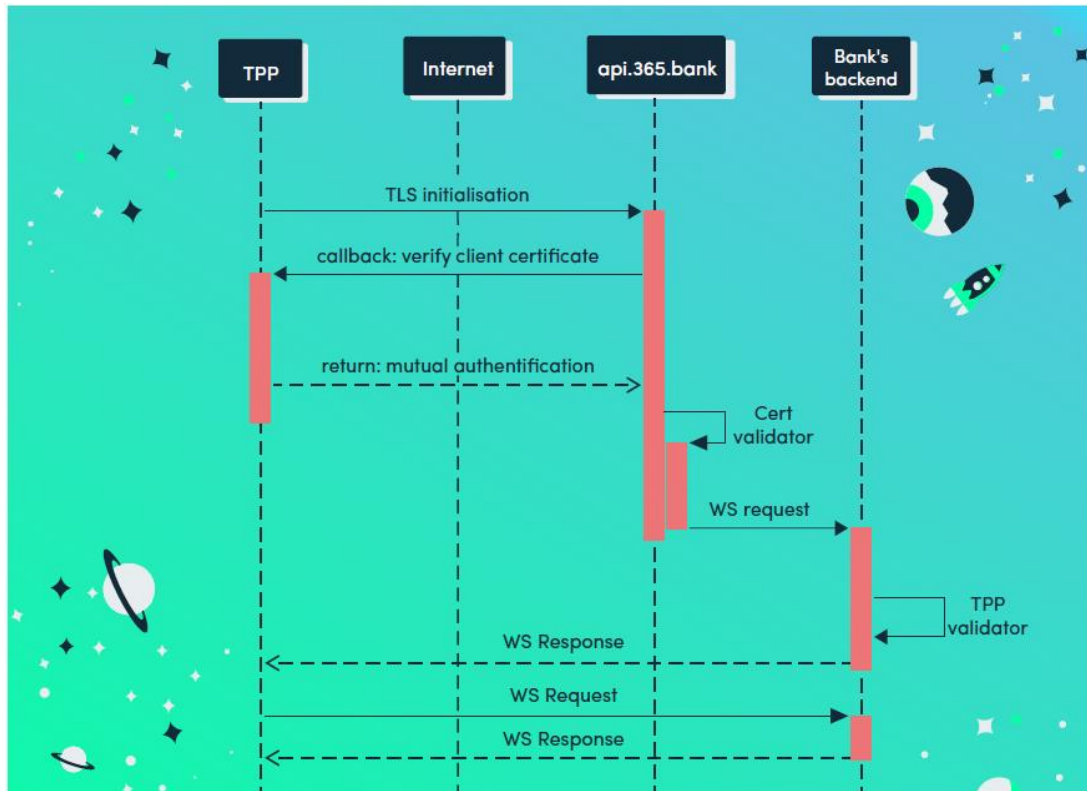 TPP
Internet
api.365.bank
Bank's
backend
TLS initialisation
callback: verify client certificate
return: mutual authentification
Cert
validator
WS request
TPP
validator
WS Response
WS Request
WS Response